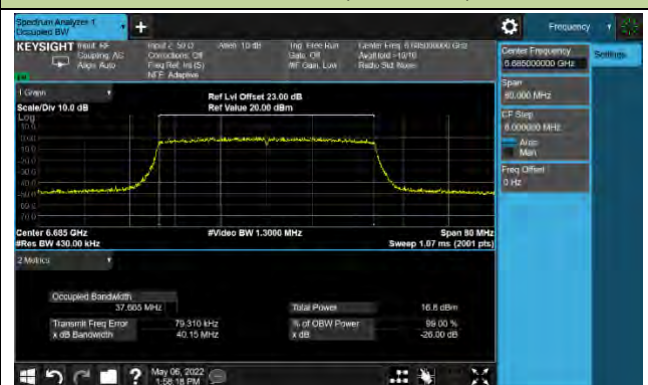 Spectrum Analyzer 1
Occupied BW
+
Frequency
KEYSIGHT Input: RF
Coupling: AC
Align: Auto
Input Z: 50 Ω
Corrections: Off
Freq Ref: Int (S)
NFE: Adaptive
Atten: 10 dB
Trig: Free Run
Gate: Off
#IF Gain: Low
Center Freq: 6.685000000 GHz
Avg|Hold: >10/10
Radio Std: None
Center Frequency
6.685000000 GHz
Settings
Span
80.000 MHz
CF Step
8.000000 MHz
Auto
Man
Freq Offset
0 Hz
1 Graph
Scale/Div 10.0 dB
Ref Lvl Offset 23.00 dB
Ref Value 20.00 dBm
Log
Center 6.685 GHz
#Res BW 430.00 kHz
#Video BW 1.3000 MHz
Span 80 MHz
Sweep 1.07 ms (2001 pts)
2 Metrics
Occupied Bandwidth
MHz
Total Power
16.8 dBm
Transmit Freq Error
79.310 kHz
% of OBW Power
99.00 %
x dB Bandwidth
40.15 MHz
x dB
-26.00 dB
?
May 06, 2022
1:58:18 PM